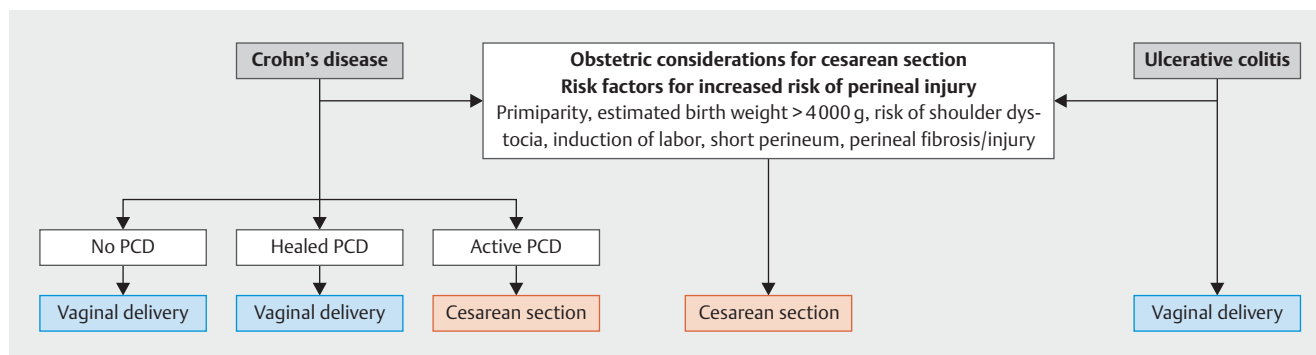 Crohn's disease
Obstetric considerations for cesarean section
Risk factors for increased risk of perineal injury
Primiparity, estimated birth weight > 4000 g, risk of shoulder dys-
tocia, induction of labor, short perineum, perineal fibrosis/injury
Ulcerative colitis
No PCD
Healed PCD
Active PCD
Vaginal delivery
Vaginal delivery
Cesarean section
Cesarean section
Vaginal delivery